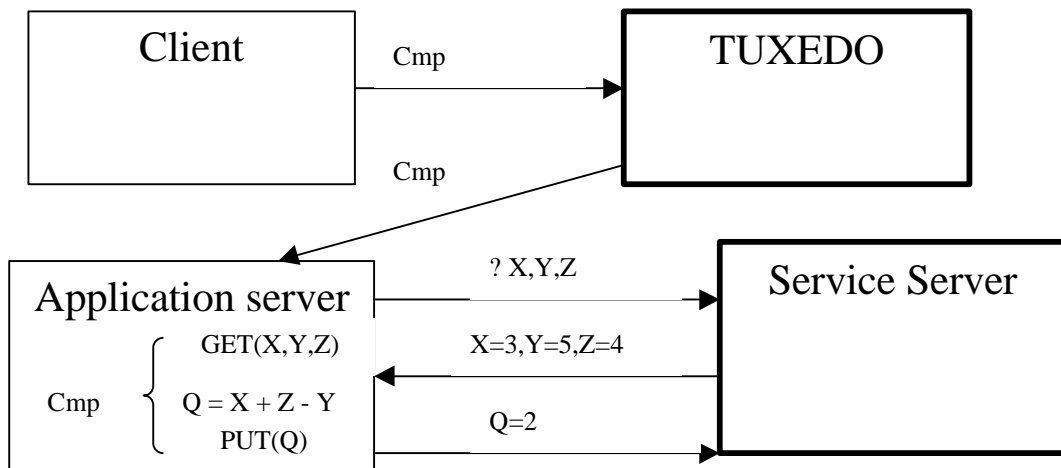 Client
Cmp
TUXEDO
Cmp
Application server
GET(X,Y,Z)
Cmp
Q = X + Z - Y
PUT(Q)
? X,Y,Z
X=3,Y=5,Z=4
Q=2
Service Server